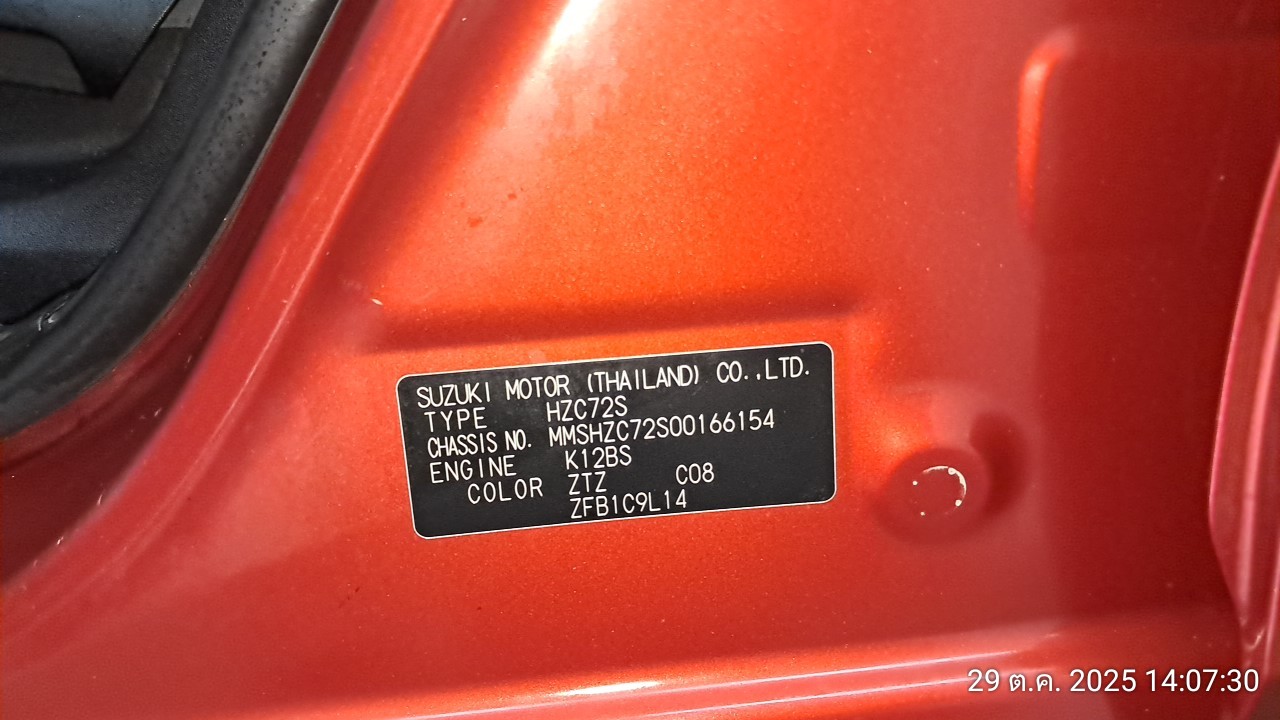 SUZUKI MOTOR (THAILAND) CO.,LTD.
TYPE HZC72S
CHASSIS NO. MMSHZC72S00166154
ENGINE K12BS
COLOR ZTZ C08
ZFB1C9L14
29 ต.ค. 2025 14:07:30